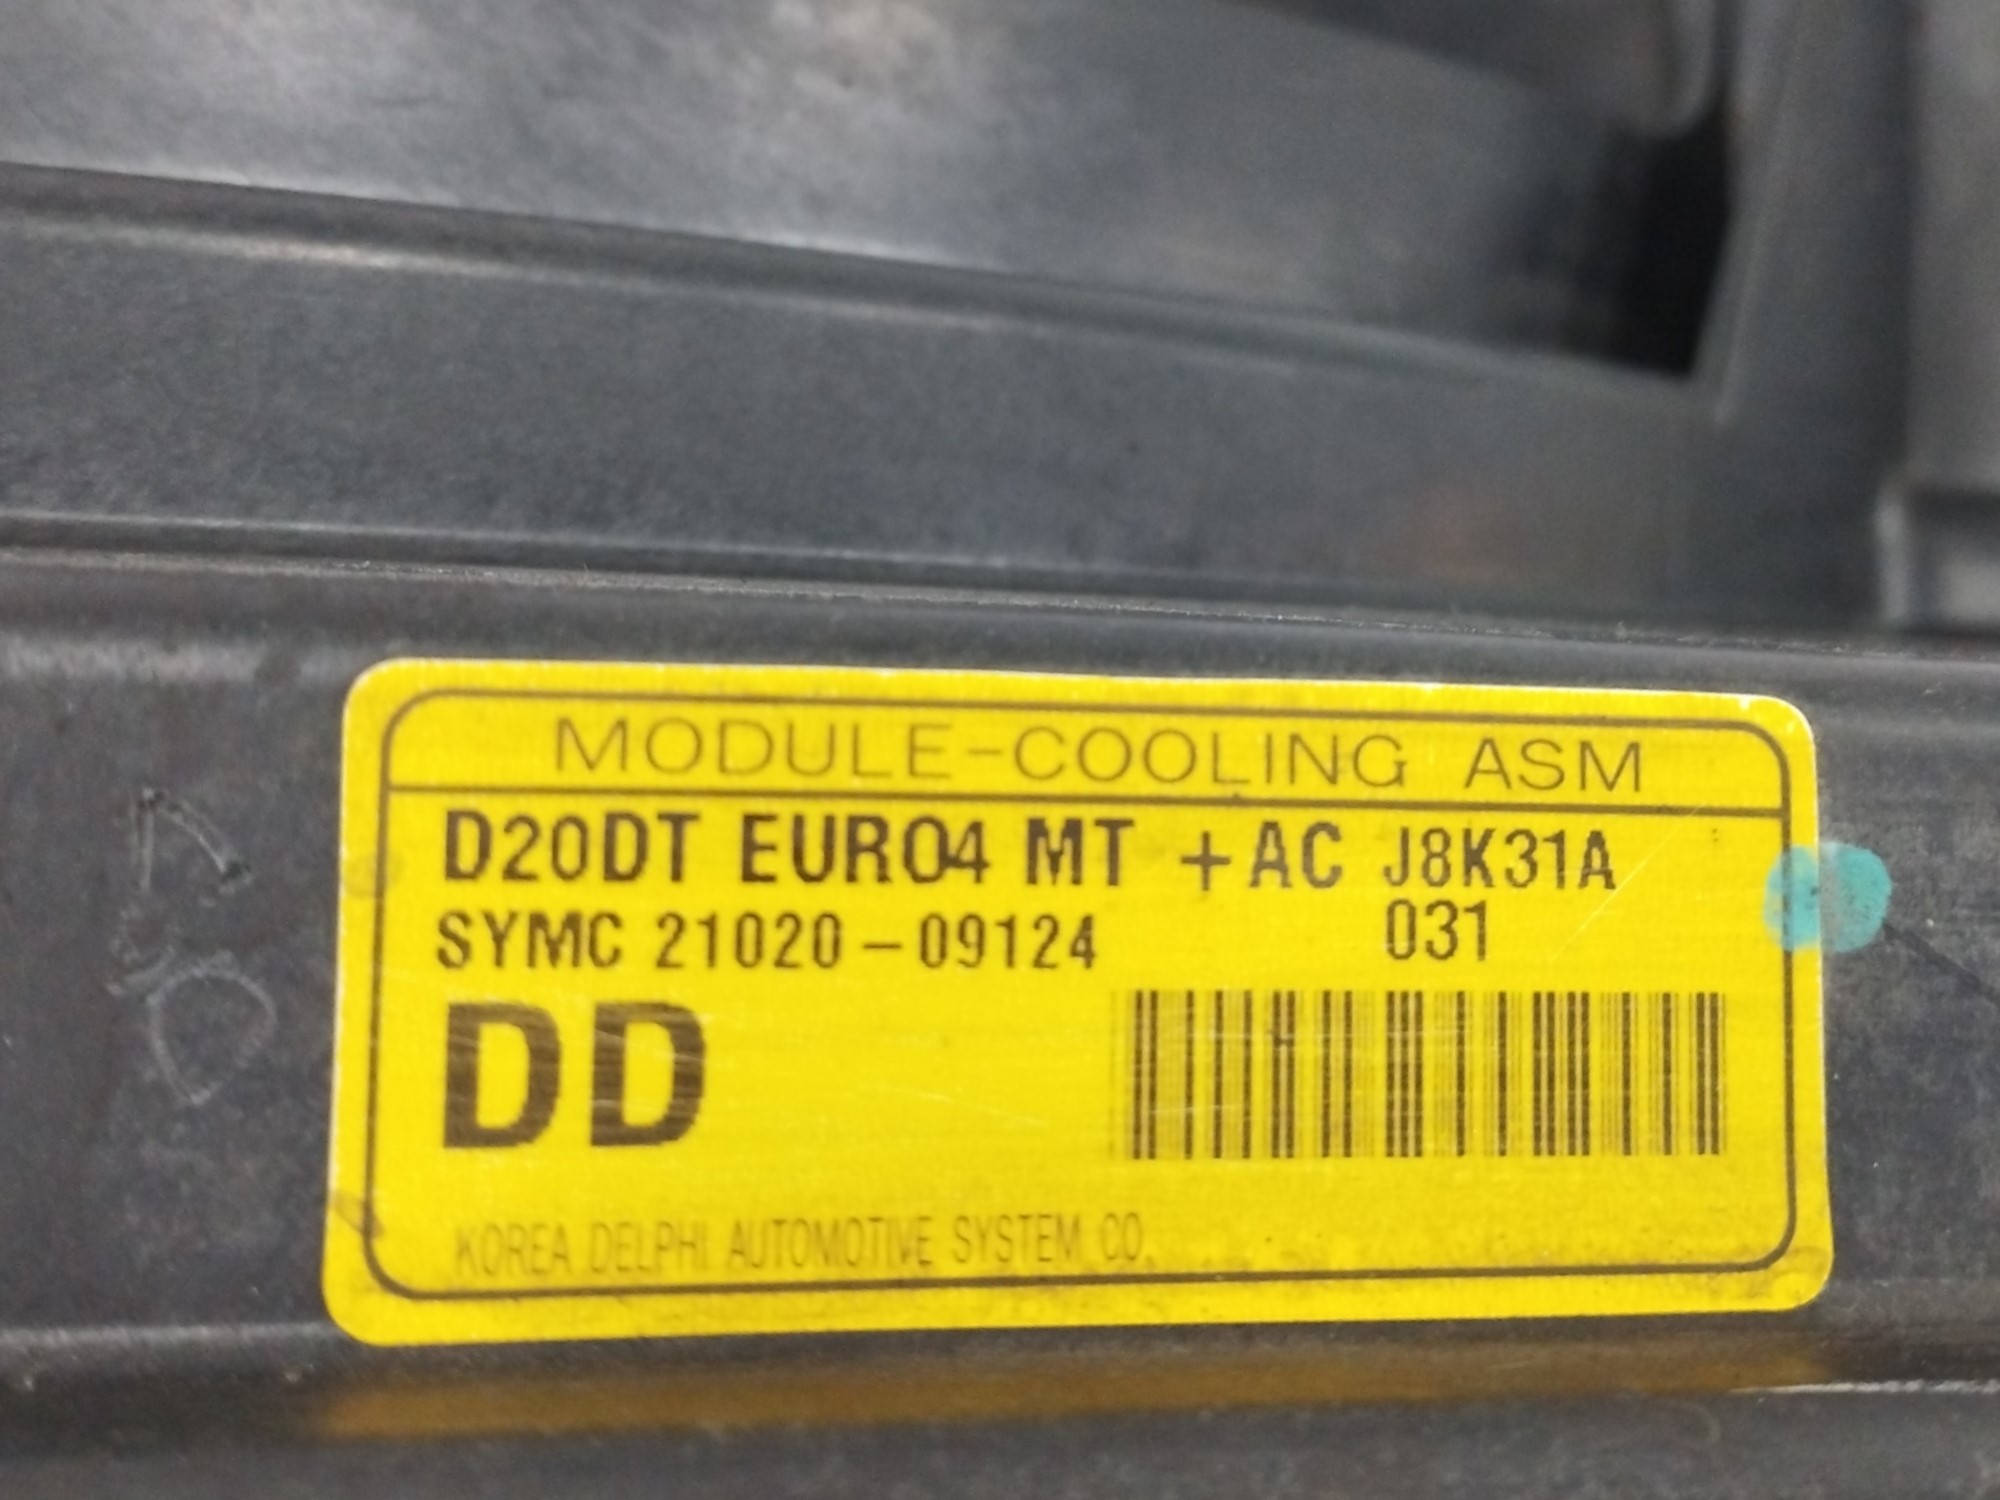 MODULE-COOLING ASM
D20DT EURO4 MT +AC J8K31A
SYMC 21020-09124 031
DD
KOREA DELPHI AUTOMOTIVE SYSTEM CO.